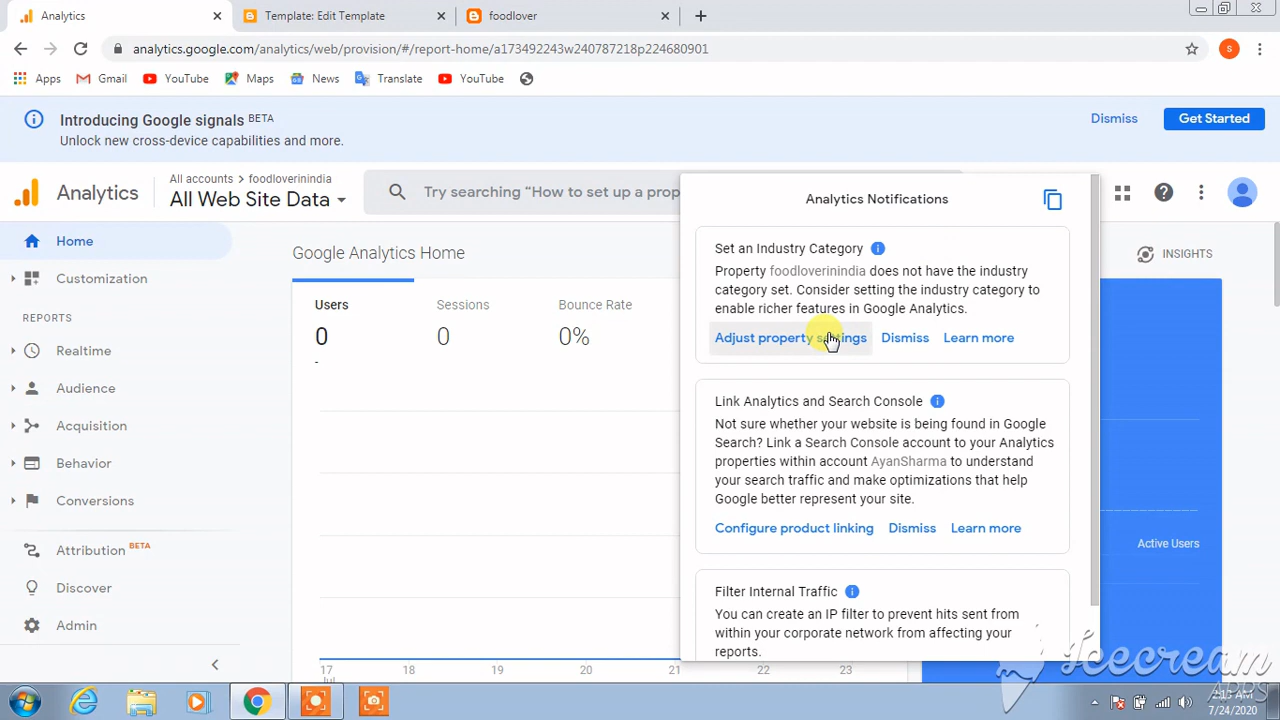 Analytics
Template: Edit Template
foodlover
analytics.google.com/analytics/web/provision/#/report-home/a173492243w240787218p224680901
S
Apps
Gmail
YouTube
Maps
News
Translate
YouTube
Introducing Google signals BETA
Unlock new cross-device capabilities and more.
Dismiss
Get Started
Analytics
All accounts > foodloverinindia
All Web Site Data
Try searching “How to set up a prop
Home
Customization
REPORTS
Realtime
Audience
Acquisition
Behavior
Conversions
Attribution BETA
Discover
Admin
Google Analytics Home
INSIGHTS
Users
0
-
Sessions
0
Bounce Rate
0%
17
Jul
18
19
20
22
23
Active Users
Analytics Notifications
Set an Industry Category
Property foodloverinindia does not have the industry
category set. Consider setting the industry category to
enable richer features in Google Analytics.
Adjust property settings Dismiss Learn more
Link Analytics and Search Console
Not sure whether your website is being found in Google
Search? Link a Search Console account to your Analytics
properties within account AyanSharma to understand
your search traffic and make optimizations that help
Google better represent your site.
Configure product linking Dismiss Learn more
Filter Internal Traffic
You can create an IP filter to prevent hits sent from
within your corporate network from affecting your
reports.
Icecream
APPS
2:13 AM
7/24/2020